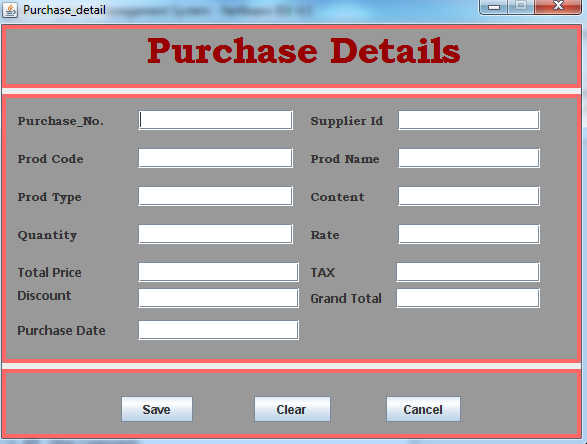 Purchase_detail
Purchase Details
Purchase_No. Supplier Id
Prod Code Prod Name
Prod Type Content
Quantity Rate
Total Price TAX
Discount Grand Total
Purchase Date
Save Clear Cancel